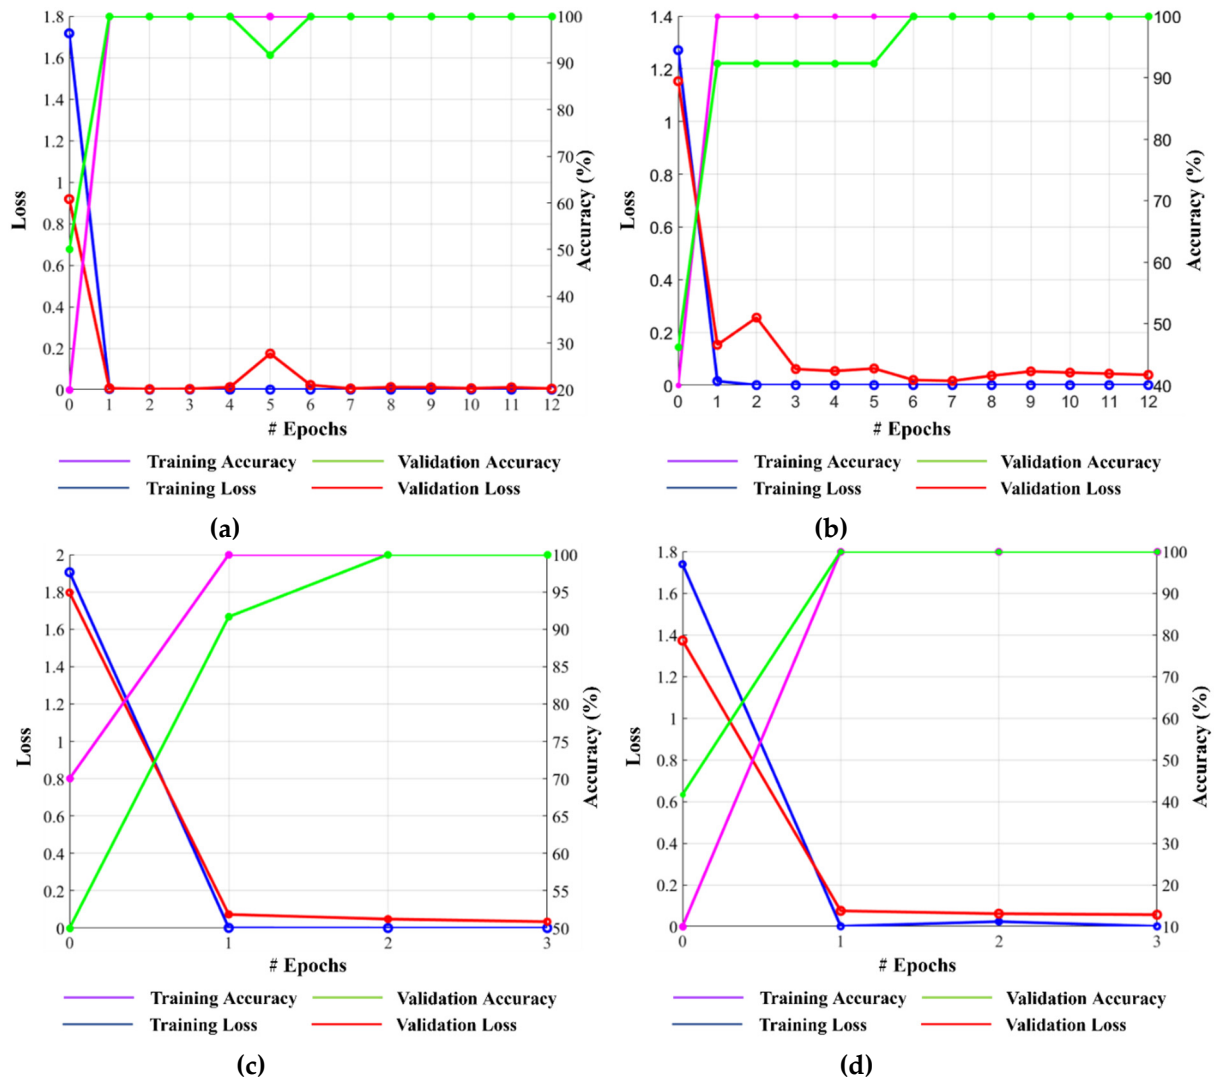 1.8
1.6
1.4
1.2
1
0.8
0.6
0.4
0.2
0
Loss
100
90
80
70
60
50
40
30
20
Accuracy (%)
0 1 2 3 4 5 6 7 8 9 10 11 12
# Epochs
Training Accuracy Validation Accuracy
Training Loss Validation Loss
(a)
1.4
1.2
1
0.8
0.6
0.4
0.2
0
Loss
100
90
80
70
60
50
40
Accuracy (%)
0 1 2 3 4 5 6 7 8 9 10 11 12
# Epochs
Training Accuracy Validation Accuracy
Training Loss Validation Loss
(b)
2
1.8
1.6
1.4
1.2
1
0.8
0.6
0.4
0.2
0
Loss
100
95
90
85
80
75
70
65
60
55
50
Accuracy (%)
0 1 2 3
# Epochs
Training Accuracy Validation Accuracy
Training Loss Validation Loss
(c)
1.8
1.6
1.4
1.2
1
0.8
0.6
0.4
0.2
0
Loss
100
90
80
70
60
50
40
30
20
10
Accuracy (%)
0 1 2 3
# Epochs
Training Accuracy Validation Accuracy
Training Loss Validation Loss
(d)